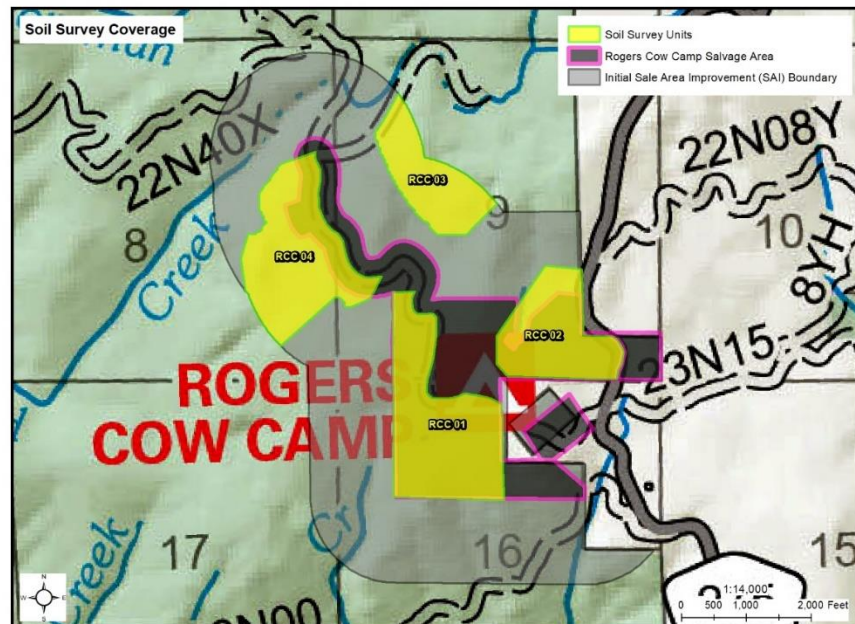 Soil Survey Coverage
Soil Survey Units
Rogers Cow Camp Salvage Area
Initial Sale Area Improvement (SAI) Boundary
22N40X
22N08Y
RCC 03
9
10
8
Creek
RCC 04
8YH
RCC 02
23N15
ROGERS
COW CAMP
RCC 01
17
Cr
16
15
Creek
N
W E
S
1:14,000
0 500 1,000 2,000 Feet